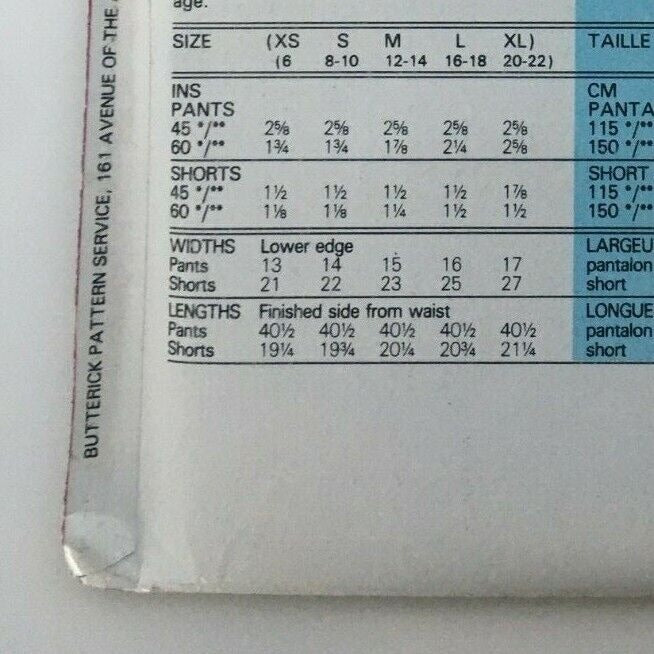 age.
SIZE (XS S M L XL) TAILLE
(6 8-10 12-14 16-18 20-22)
INS CM
PANTS PANTA
45 */** 2⅝ 2⅝ 2⅝ 2⅝ 2⅝ 115 */**
60 */** 1¾ 1¾ 1⅞ 2¼ 2⅝ 150 */**
SHORTS SHORT
45 */** 1½ 1½ 1½ 1½ 1⅞ 115 */**
60 */** 1⅛ 1⅛ 1¼ 1½ 1½ 150 */**
WIDTHS Lower edge LARGEU
Pants 13 14 15 16 17 pantalon
Shorts 21 22 23 25 27 short
LENGTHS Finished side from waist LONGUE
Pants 40½ 40½ 40½ 40½ 40½ pantalon
Shorts 19¼ 19¾ 20¼ 20¾ 21¼ short
BUTTERICK PATTERN SERVICE, 161 AVENUE OF THE